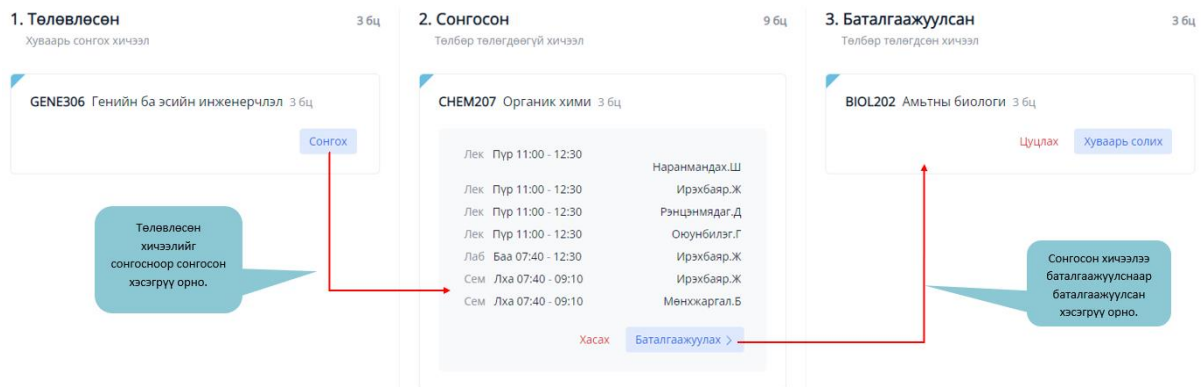 1. Төлөвлөсөн 3 бц
Хуваарь сонгох хичээл
GENE306 Генийн ба эсийн инженерчлэл 3 бц
Сонгох
Төлөвлөсөн
хичээлийг
сонгосноор сонгосон
хэсэгрүү орно.
2. Сонгосон 9 бц
Төлбөр төлөгдөөгүй хичээл
CHEM207 Органик хими 3 бц
Лек Пүр 11:00 - 12:30
Наранмандах.Ш
Лек Пүр 11:00 - 12:30 Ирэхбаяр.Ж
Лек Пүр 11:00 - 12:30 Рэнцэнмядаг.Д
Лек Пүр 11:00 - 12:30 Оюунбилэг.Г
Лаб Баа 07:40 - 12:30 Ирэхбаяр.Ж
Сем Лха 07:40 - 09:10 Ирэхбаяр.Ж
Сем Лха 07:40 - 09:10 Мөнхжаргал.Б
Хасах Баталгаажуулах >
3. Баталгаажуулсан 3 бц
Төлбөр төлөгдсөн хичээл
BIOL202 Амьтны биологи 3 бц
Цуцлах Хуваарь солих
Сонгосон хичээлээ
баталгаажуулснаар
баталгаажуулсан
хэсэгрүү орно.